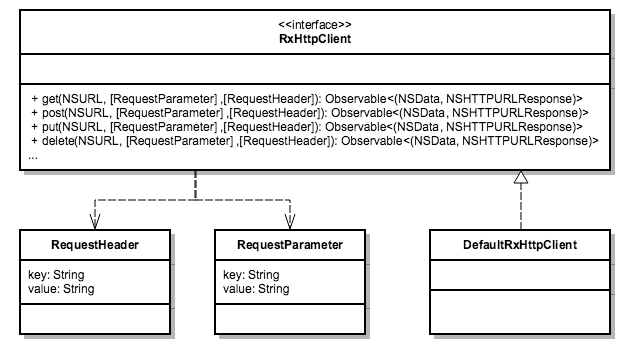 <<interface>>
RxHttpClient
+ get(NSURL, [RequestParameter] ,[RequestHeader]): Observable<(NSData, NSHTTPURLResponse)>
+ post(NSURL, [RequestParameter] ,[RequestHeader]): Observable<(NSData, NSHTTPURLResponse)>
+ put(NSURL, [RequestParameter] ,[RequestHeader]): Observable<(NSData, NSHTTPURLResponse)>
+ delete(NSURL, [RequestParameter] ,[RequestHeader]): Observable<(NSData, NSHTTPURLResponse)>
...
RequestHeader
key: String
value: String
RequestParameter
key: String
value: String
DefaultRxHttpClient